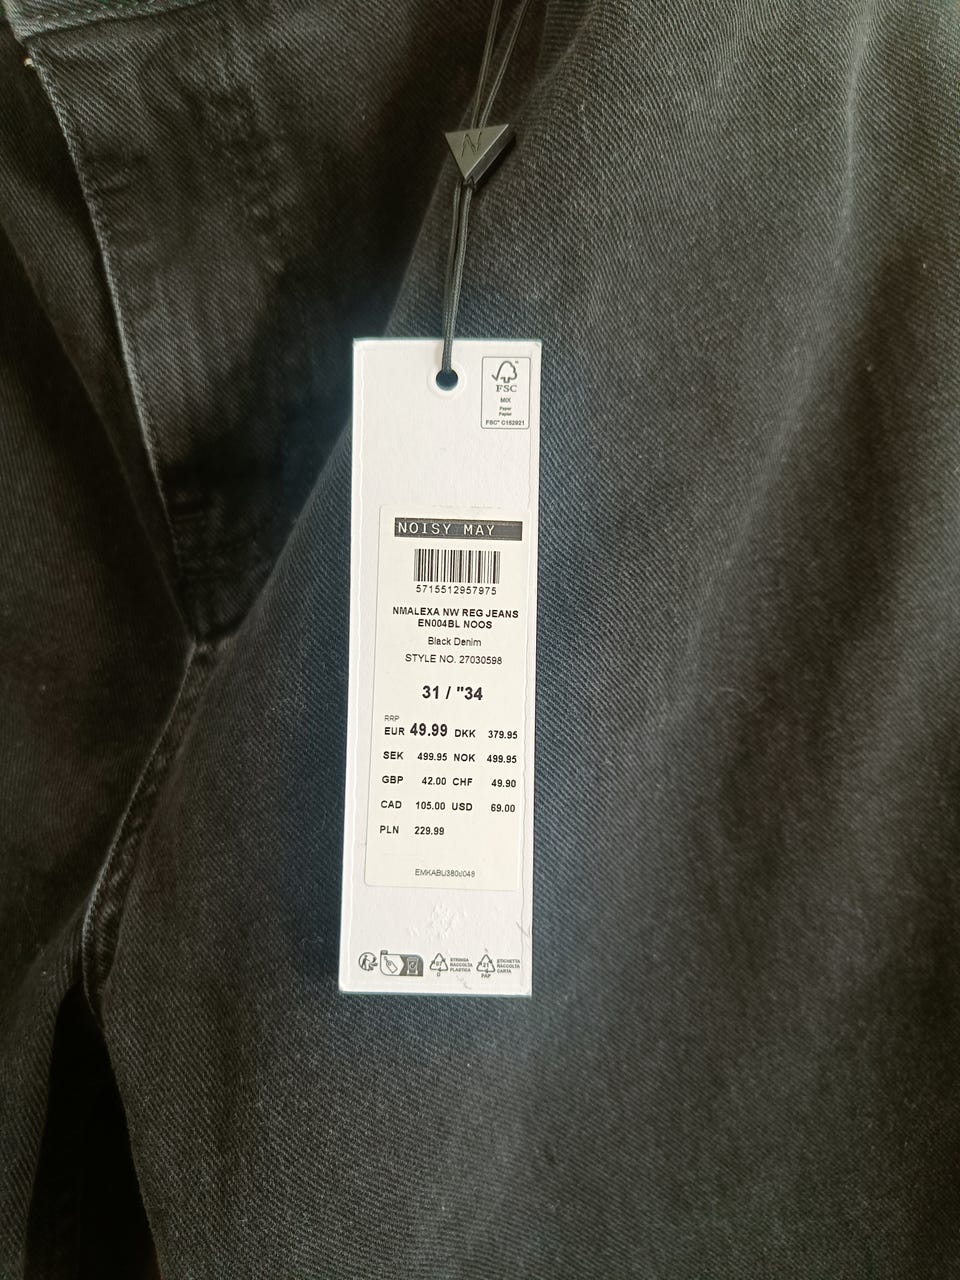 N
FSC
MIX
Paper
Papier
FSC® C152921
NOISY MAY
5715512957975
NMALEXA NW REG JEANS
EN004BL NOOS
Black Denim
STYLE NO. 27030598
31 / "34
RRP
EUR 49.99 DKK 379.95
SEK 499.95 NOK 499.95
GBP 42.00 CHF 49.90
CAD 105.00 USD 69.00
PLN 229.99
STRINGA
RACCOLTA
PLASTICA
ETICHETTA
RACCOLTA
CARTA
21
PAP